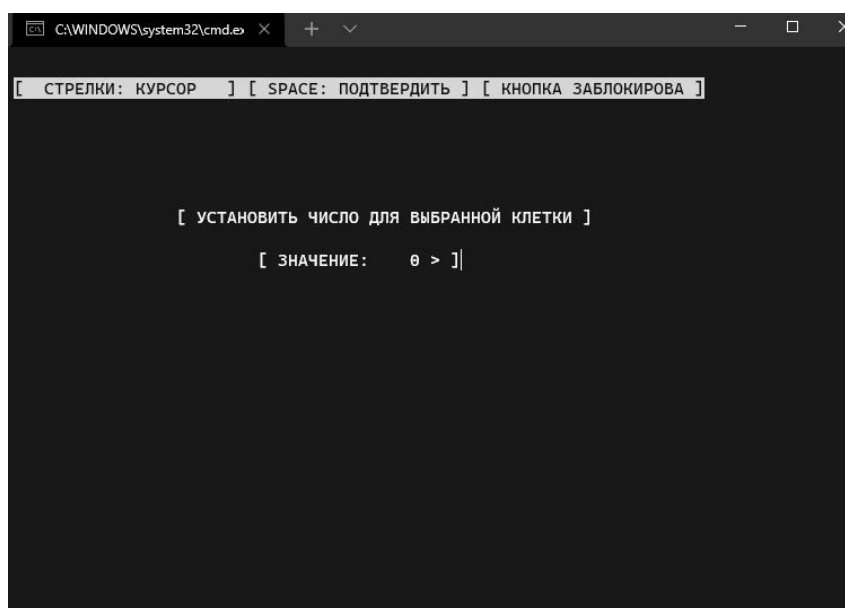 C:\WINDOWS\system32\cmd.ex
[ СТРЕЛКИ: КУРСОР ] [ SPACE: ПОДТВЕРДИТЬ ] [ КНОПКА ЗАБЛОКИРОВА ]
[ УСТАНОВИТЬ ЧИСЛО ДЛЯ ВЫБРАННОЙ КЛЕТКИ ]
[ ЗНАЧЕНИЕ: 0 > ]